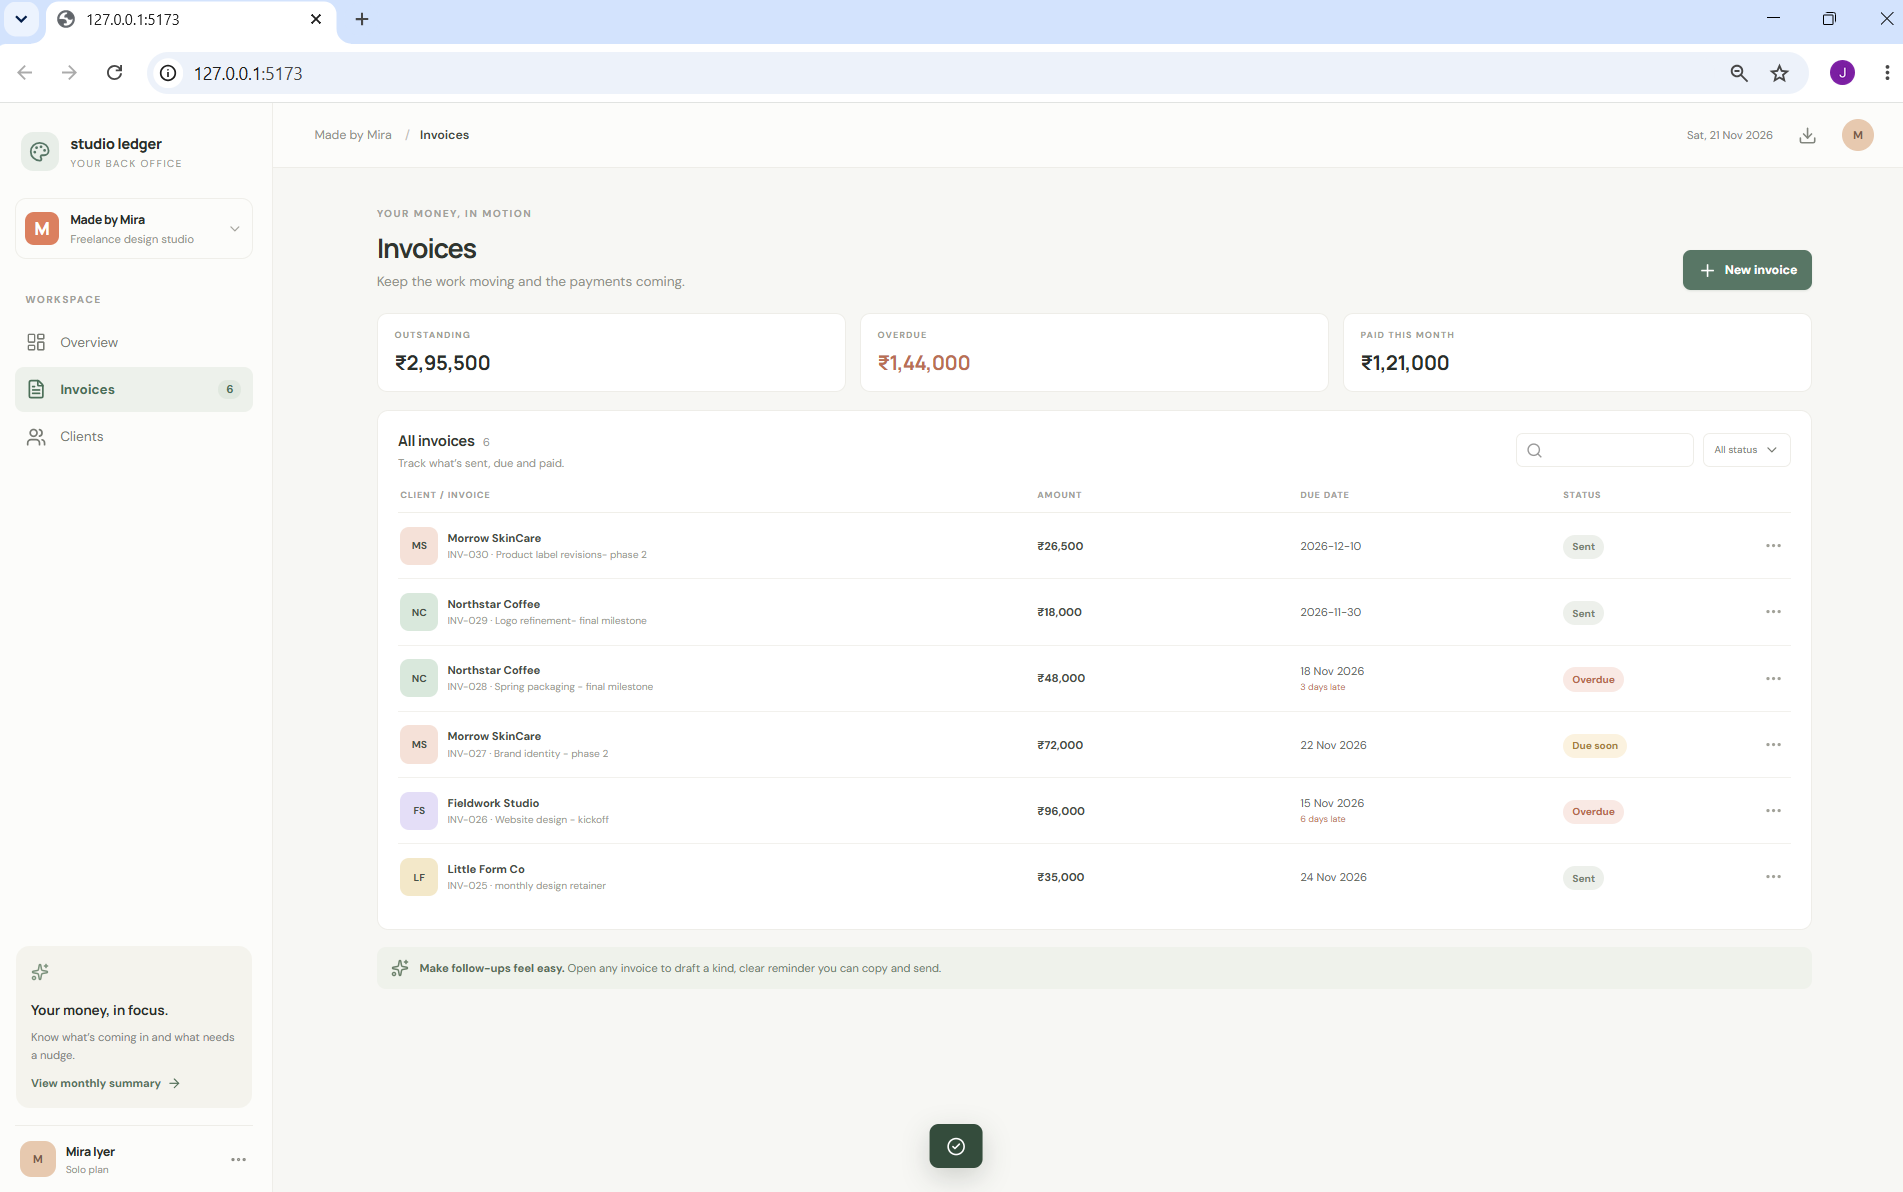 127.0.0.1:5173
127.0.0.1:5173
J
studio ledger
YOUR BACK OFFICE
M
Made by Mira
Freelance design studio
WORKSPACE
Overview
Invoices 6
Clients
Your money, in focus.
Know what's coming in and what needs
a nudge.
View monthly summary →
M
Mira Iyer
Solo plan
Made by Mira / Invoices
Sat, 21 Nov 2026
M
YOUR MONEY, IN MOTION
Invoices
Keep the work moving and the payments coming.
+ New invoice
OUTSTANDING
₹2,95,500
OVERDUE
₹1,44,000
PAID THIS MONTH
₹1,21,000
All invoices 6
Track what's sent, due and paid.
All status
CLIENT / INVOICE AMOUNT DUE DATE STATUS
MS
Morrow SkinCare
INV-030 · Product label revisions- phase 2
₹26,500
2026-12-10
Sent
NC
Northstar Coffee
INV-029 · Logo refinement- final milestone
₹18,000
2026-11-30
Sent
NC
Northstar Coffee
INV-028 · Spring packaging - final milestone
₹48,000
18 Nov 2026
3 days late
Overdue
MS
Morrow SkinCare
INV-027 · Brand identity - phase 2
₹72,000
22 Nov 2026
Due soon
FS
Fieldwork Studio
INV-026 · Website design - kickoff
₹96,000
15 Nov 2026
6 days late
Overdue
LF
Little Form Co
INV-025 · monthly design retainer
₹35,000
24 Nov 2026
Sent
Make follow-ups feel easy. Open any invoice to draft a kind, clear reminder you can copy and send.